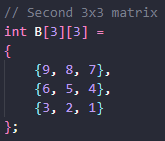 // Second 3x3 matrix
int B[3][3] =
{
    {9, 8, 7},
    {6, 5, 4},
    {3, 2, 1}
};